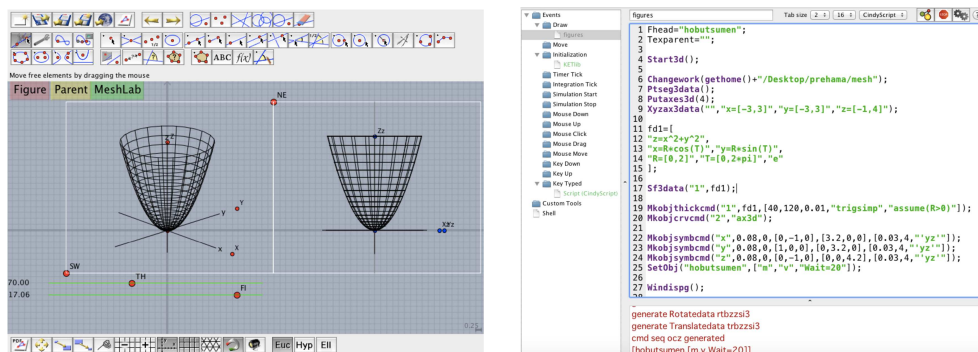 ABC f(x)
Move free elements by dragging the mouse
Figure Parent MeshLab
NE
Z
Zz
Y
y
X
x
SW
TH
FI
70.00
17.06
0.25
Euc Hyp Ell
Events
Draw
figures
Move
Initialization
KETlib
Timer Tick
Integration Tick
Simulation Start
Simulation Stop
Mouse Down
Mouse Up
Mouse Click
Mouse Drag
Mouse Move
Key Down
Key Up
Key Typed
Script (CindyScript)
Custom Tools
Shell
figures Tab size 2 16 CindyScript
1 Fhead="hobutsumen";
2 Texparent="";
3
4 Start3d();
5
6 Changework(gethome()+"/Desktop/prehama/mesh");
7 Ptseg3data();
8 Putaxes3d(4);
9 Xyzax3data("","x=[-3,3]","y=[-3,3]","z=[-1,4]");
10
11 fd1=[
12 "z=x^2+y^2",
13 "x=R*cos(T)","y=R*sin(T)",
14 "R=[0,2]","T=[0,2*pi]","e"
15 ];
16
17 Sf3data("1",fd1);
18
19 Mkobjthickcmd("1",fd1,[40,120,0.01,"trigsimp","assume(R>0)"]);
20 Mkobjcrvcmd("2","ax3d");
21
22 Mkobjsymbcmd("x",0.08,0,[0,-1,0],[3.2,0,0],[0.03,4,"'yz'"]);
23 Mkobjsymbcmd("y",0.08,0,[1,0,0],[0,3.2,0],[0.03,4,"'yz'"]);
24 Mkobjsymbcmd("z",0.08,0,[0,-1,0],[0,0,4.2],[0.03,4,"'yz'"]);
25 SetObj("hobutsumen",["m","v","Wait=20"]);
26
27 Windispg();
28
generate Rotatedata rtbzzsi3
generate Translatedata trbzzsi3
cmd seq ocz generated
[hobutsumen,[m,v,Wait=20]]